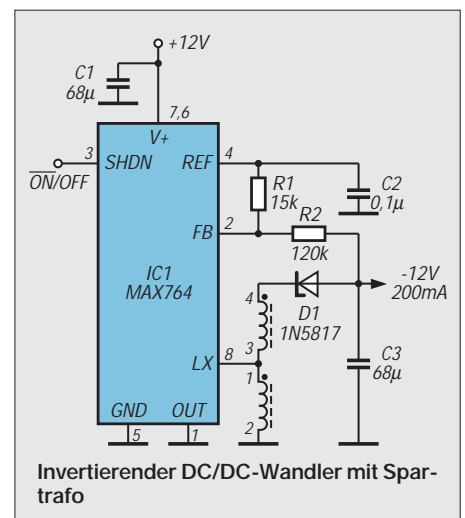 +12V
C1
68µ
7,6
V+
3
SHDN
REF
4
ON/OFF
R1
15k
C2
0,1µ
FB
2
R2
120k
IC1
MAX764
-12V
200mA
4
D1
1N5817
3
LX
8
1
C3
68µ
2
GND
OUT
5
1
Invertierender DC/DC-Wandler mit Spar-
trafo